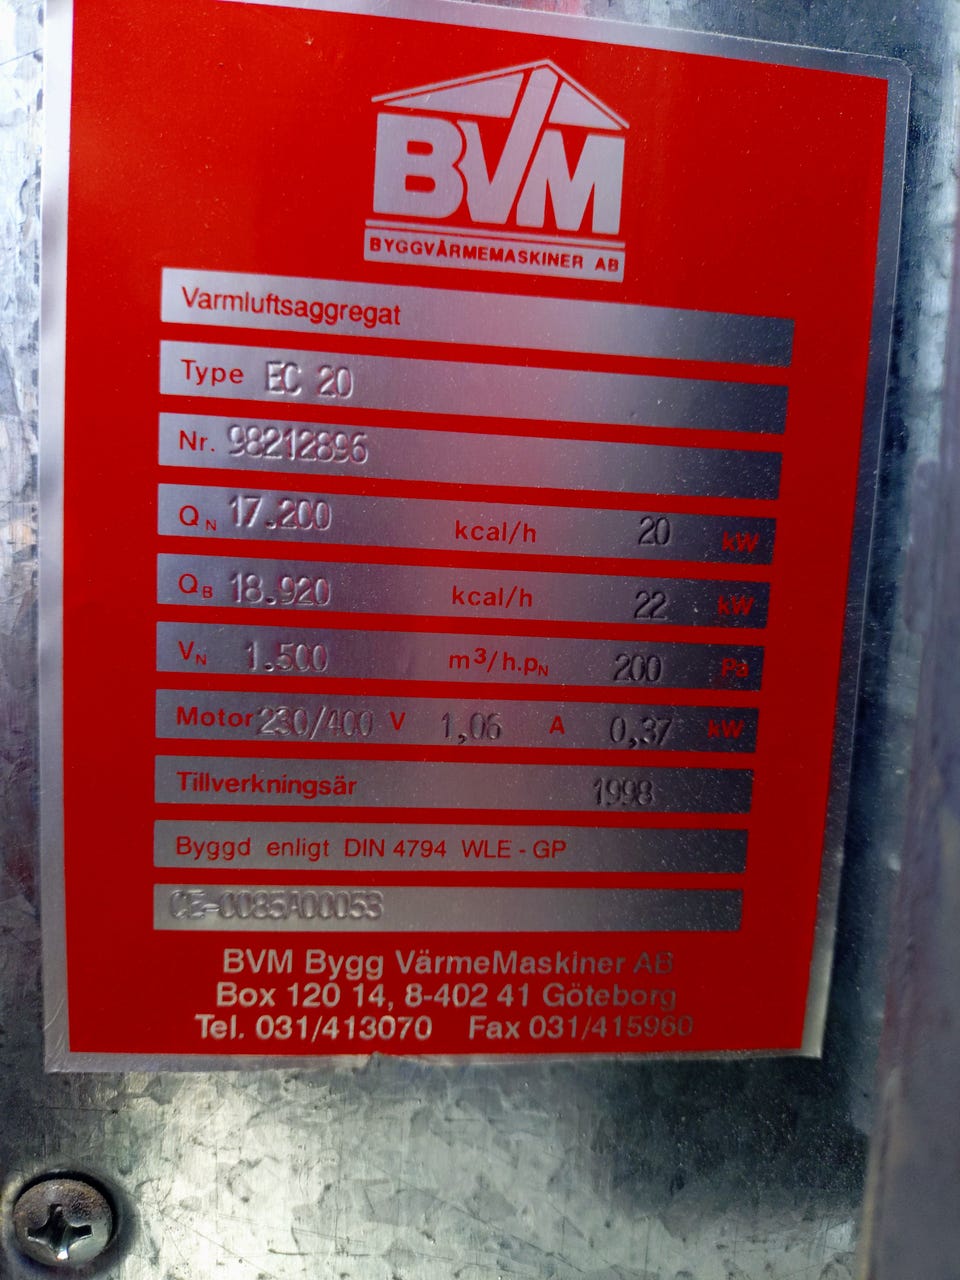 BVM
BYGGVÄRMEMASKINER AB
Varmluftsaggregat
Type EC 20
Nr. 98212896
QN 17.200 kcal/h 20 kW
QB 18.920 kcal/h 22 kW
VN 1.500 m³/h.pN 200 Pa
Motor 230/400 V 1,06 A 0,37 kW
Tillverkningsär 1998
Byggd enligt DIN 4794 WLE - GP
CE-0085A00053
BVM Bygg VärmeMaskiner AB
Box 120 14, 8-402 41 Göteborg
Tel. 031/413070 Fax 031/415960